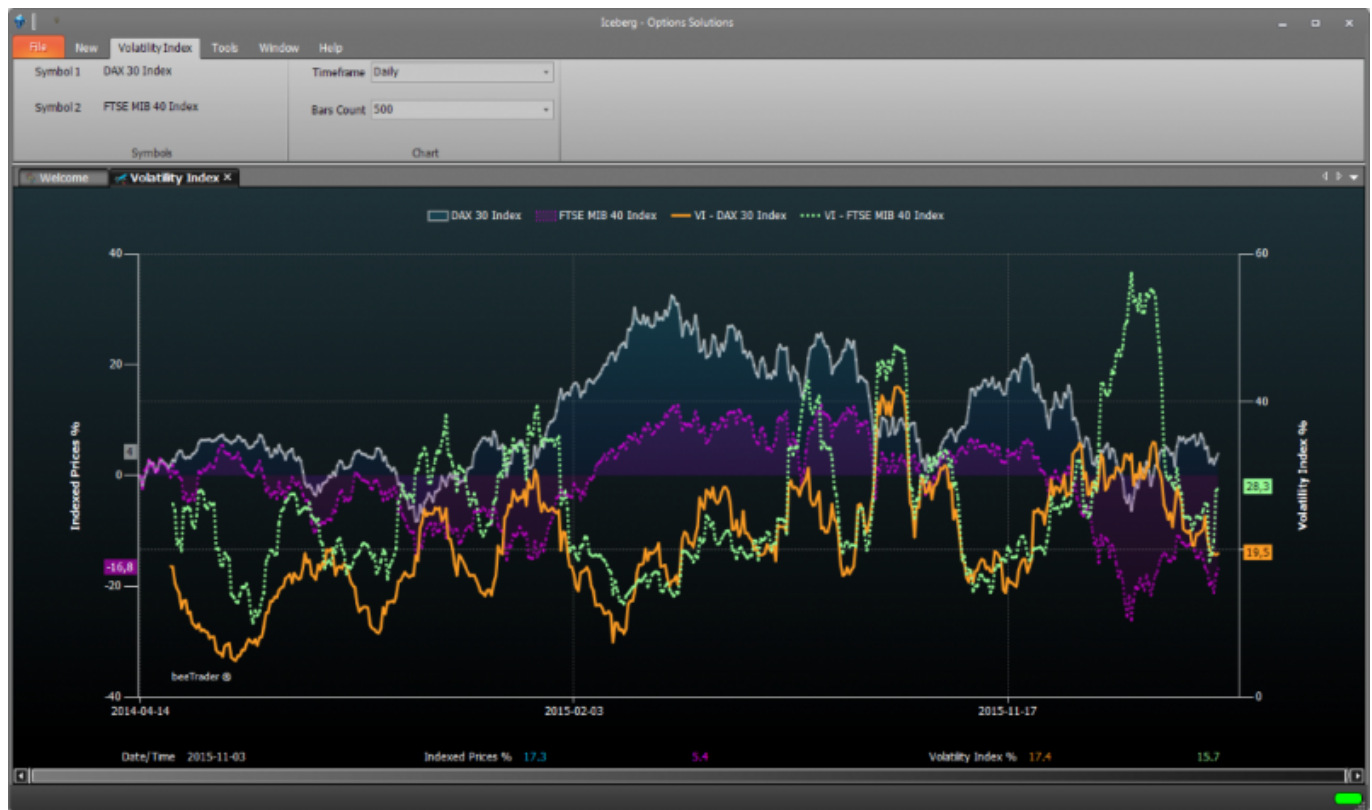 Iceberg - Options Solutions
File New Volatility Index Tools Window Help
Symbol 1 DAX 30 Index Timeframe Daily
Symbol 2 FTSE MIB 40 Index Bars Count 500
Symbols Chart
Welcome Volatility Index ×
DAX 30 Index FTSE MIB 40 Index VI - DAX 30 Index VI - FTSE MIB 40 Index
40 60
20
40
4
0
Indexed Prices %
Volatility Index %
28,3
19,5
-16,8
-20
beeTrader ®
-40 0
2014-04-14 2015-02-03 2015-11-17
Date/Time 2015-11-03 Indexed Prices % 17.3 5.4 Volatility Index % 17.4 15.7